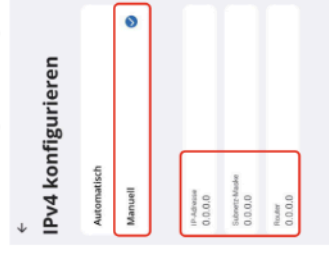 ←
IPv4 konfigurieren
Automatisch
Manuell
IP-Adresse
0.0.0.0
Subnetz-Maske
0.0.0.0
Router
0.0.0.0